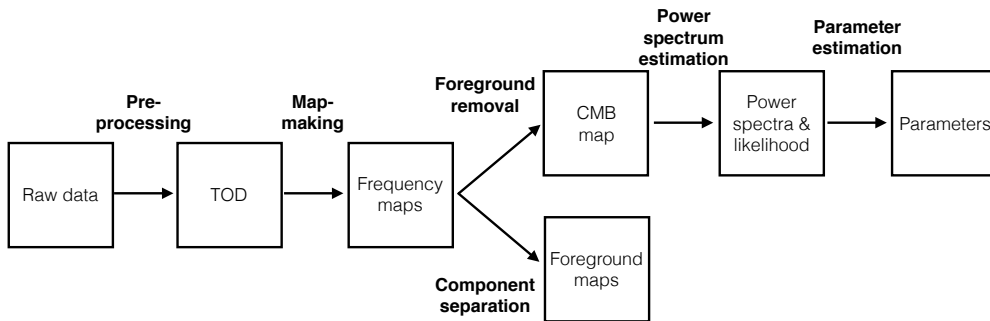 Pre-
processing
Map-
making
Foreground
removal
Power
spectrum
estimation
Parameter
estimation
Raw data
TOD
Frequency
maps
CMB
map
Power
spectra &
likelihood
Parameters
Component
separation
Foreground
maps